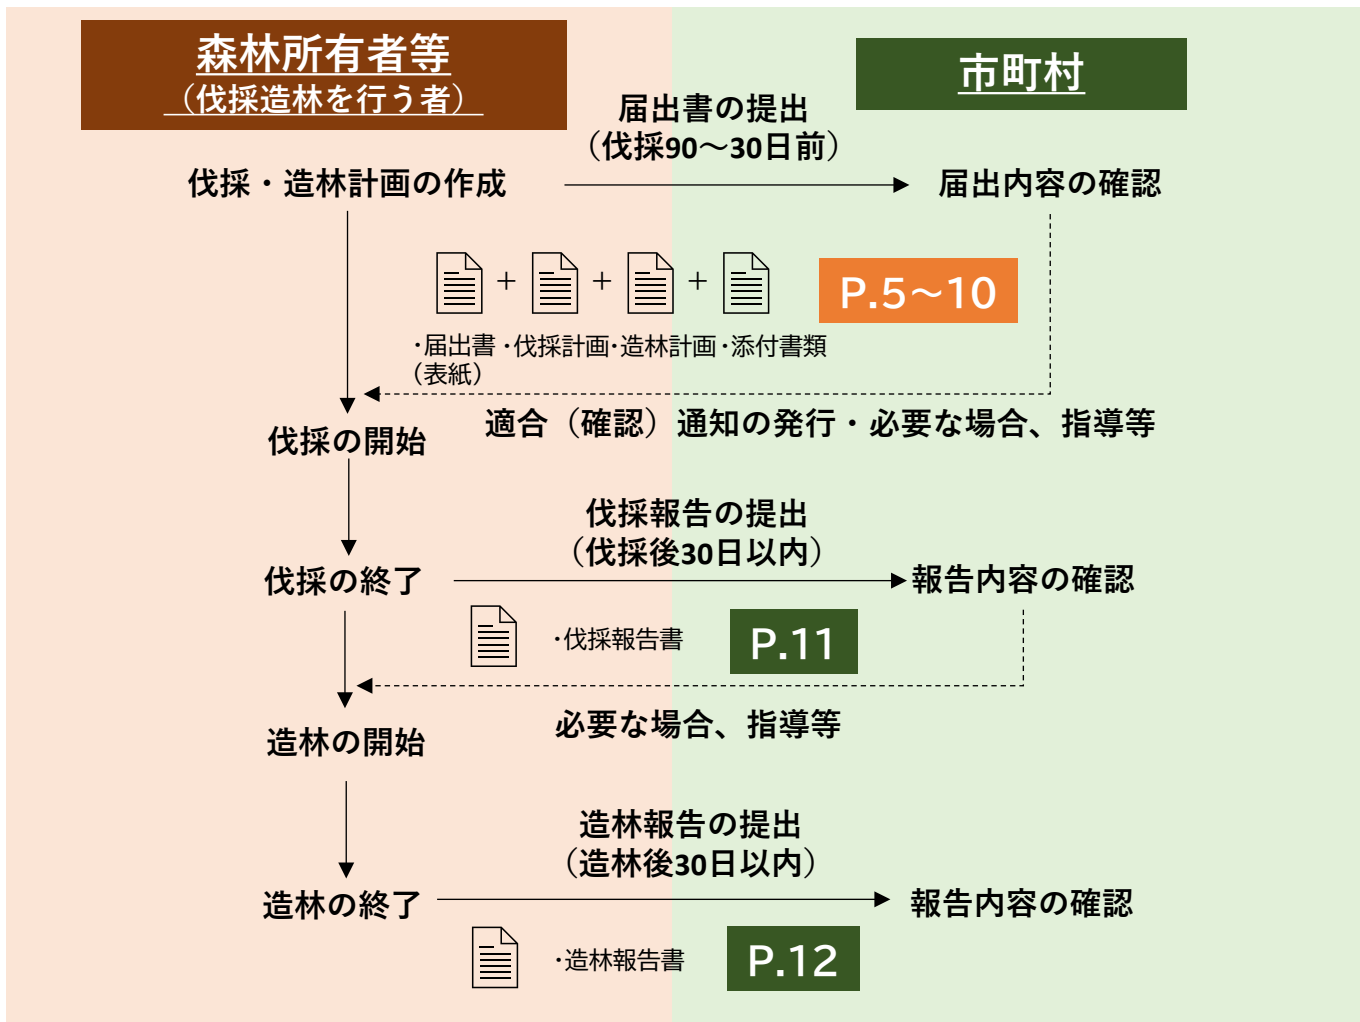 森林所有者等
（伐採造林を行う者）
市町村
届出書の提出
（伐採90～30日前）
伐採・造林計画の作成
届出内容の確認
+ + +
P.5～10
・届出書・伐採計画・造林計画・添付書類
（表紙）
適合（確認）通知の発行・必要な場合、指導等
伐採の開始
伐採報告の提出
（伐採後30日以内）
伐採の終了
報告内容の確認
・伐採報告書
P.11
必要な場合、指導等
造林の開始
造林報告の提出
（造林後30日以内）
造林の終了
報告内容の確認
・造林報告書
P.12